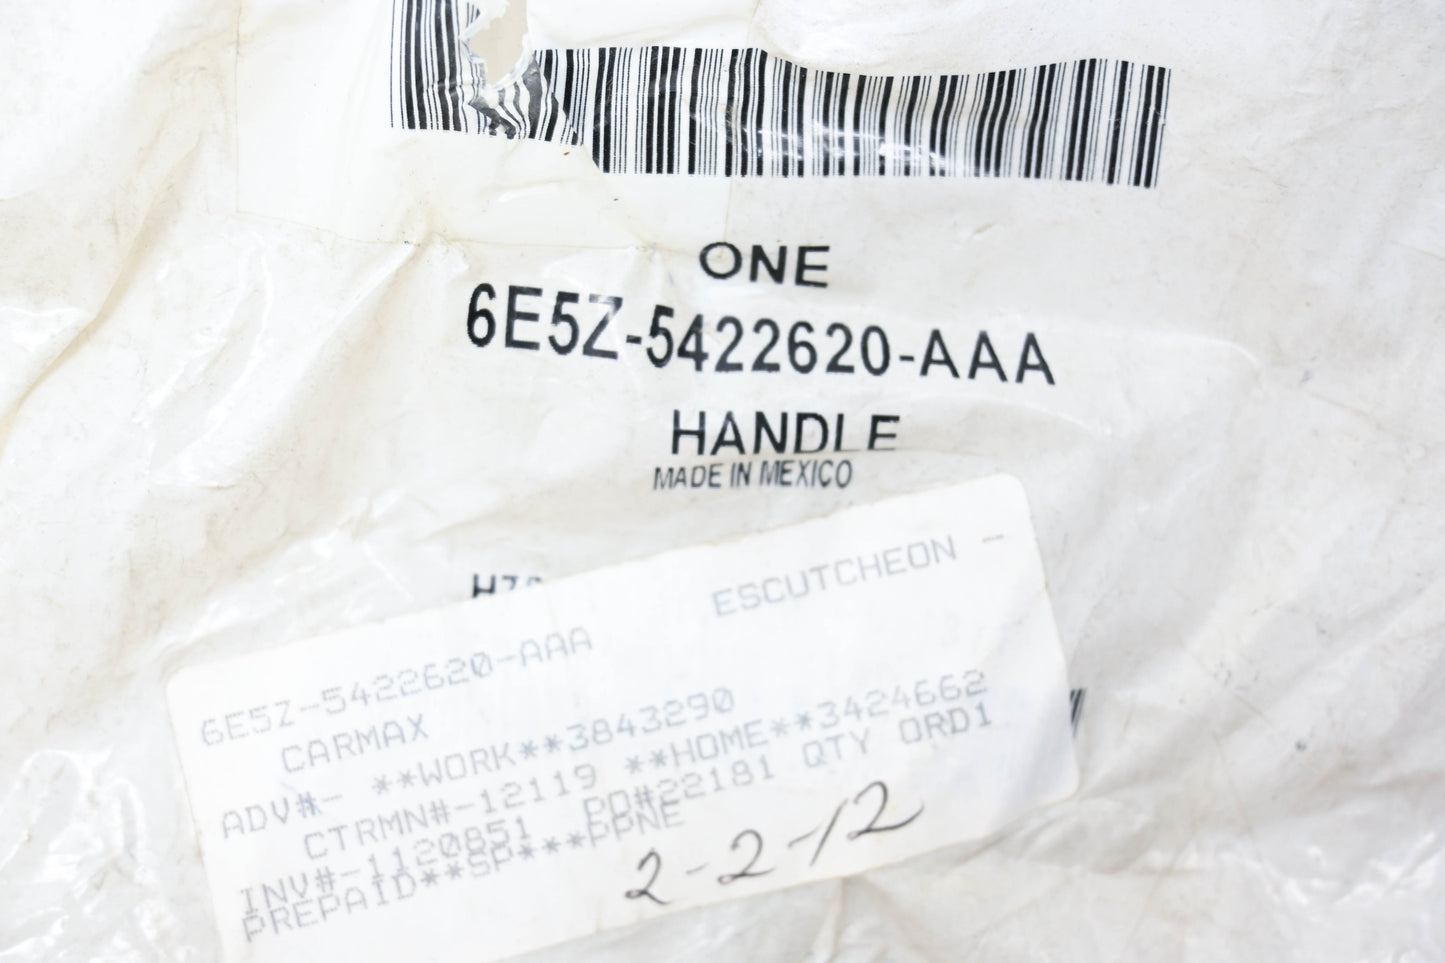 ONE
6E5Z-5422620-AAA
HANDLE
MADE IN MEXICO
6E5Z-5422620-AAA ESCUTCHEON -
CARMAX
ADV#- **WORK**3843290 **HOME**3424662
CTRMN#-12119 PO#22181 QTY ORD1
INV#-1120851
PREPAID**SP***PPNE
2-2-12